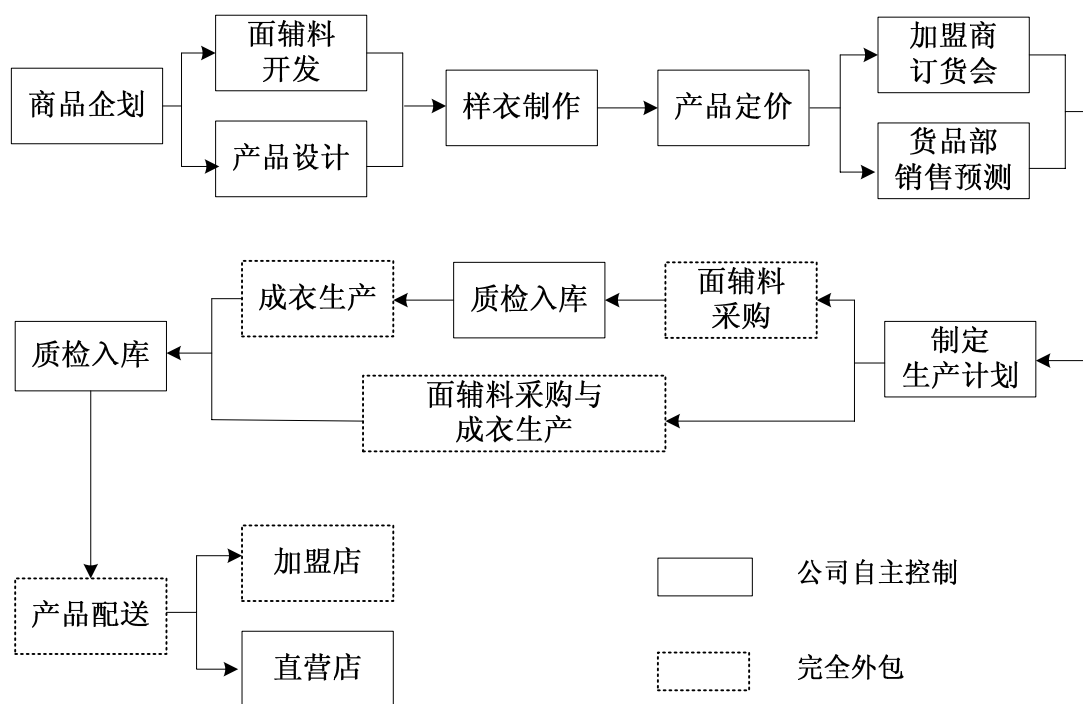 商品企划
面辅料
开发
产品设计
样衣制作
产品定价
加盟商
订货会
货品部
销售预测
成衣生产
质检入库
面辅料
采购
质检入库
制定
生产计划
面辅料采购与
成衣生产
产品配送
加盟店
直营店
公司自主控制
完全外包